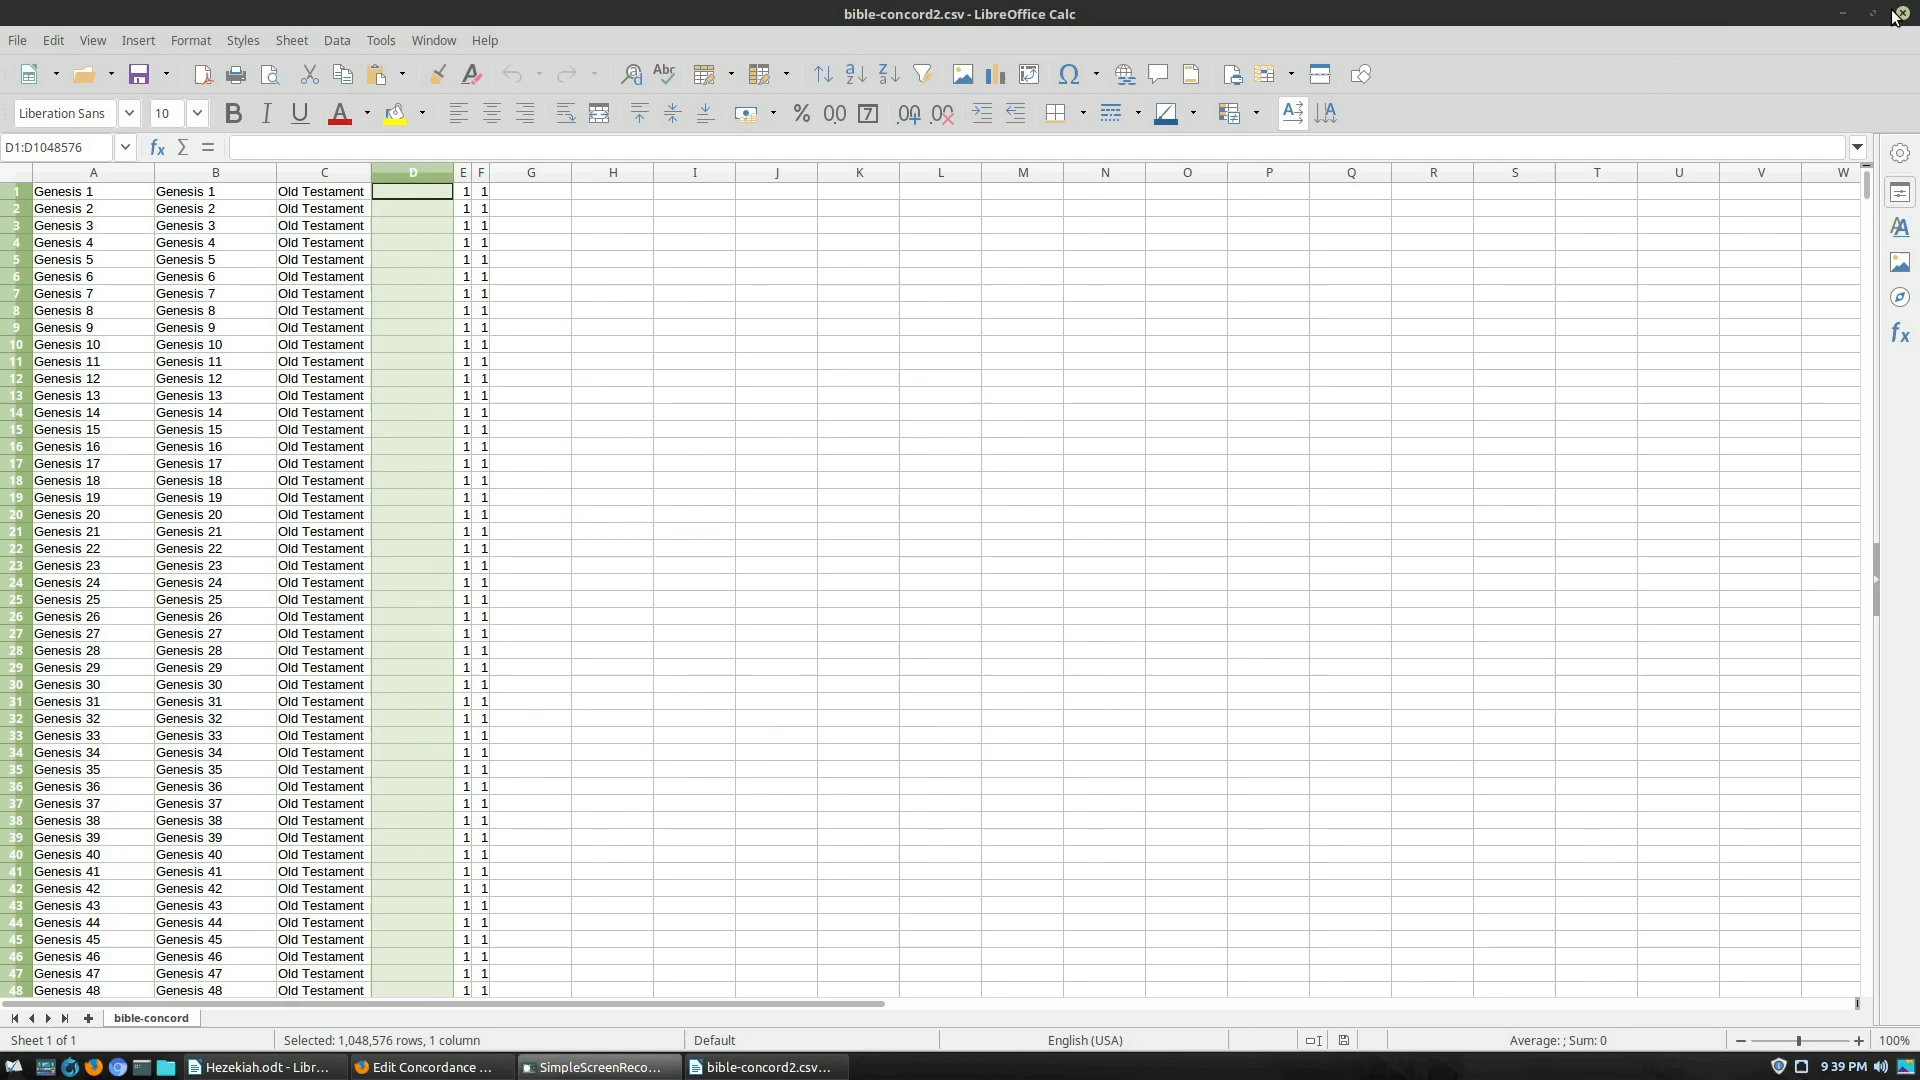 bible-concord2.csv - LibreOffice Calc
File Edit View Insert Format Styles Sheet Data Tools Window Help
Liberation Sans 10
D1:D1048576
A B C D E F G H I J K L M N O P Q R S T U V W
1 Genesis 1 Genesis 1 Old Testament 1 1
2 Genesis 2 Genesis 2 Old Testament 1 1
3 Genesis 3 Genesis 3 Old Testament 1 1
4 Genesis 4 Genesis 4 Old Testament 1 1
5 Genesis 5 Genesis 5 Old Testament 1 1
6 Genesis 6 Genesis 6 Old Testament 1 1
7 Genesis 7 Genesis 7 Old Testament 1 1
8 Genesis 8 Genesis 8 Old Testament 1 1
9 Genesis 9 Genesis 9 Old Testament 1 1
10 Genesis 10 Genesis 10 Old Testament 1 1
11 Genesis 11 Genesis 11 Old Testament 1 1
12 Genesis 12 Genesis 12 Old Testament 1 1
13 Genesis 13 Genesis 13 Old Testament 1 1
14 Genesis 14 Genesis 14 Old Testament 1 1
15 Genesis 15 Genesis 15 Old Testament 1 1
16 Genesis 16 Genesis 16 Old Testament 1 1
17 Genesis 17 Genesis 17 Old Testament 1 1
18 Genesis 18 Genesis 18 Old Testament 1 1
19 Genesis 19 Genesis 19 Old Testament 1 1
20 Genesis 20 Genesis 20 Old Testament 1 1
21 Genesis 21 Genesis 21 Old Testament 1 1
22 Genesis 22 Genesis 22 Old Testament 1 1
23 Genesis 23 Genesis 23 Old Testament 1 1
24 Genesis 24 Genesis 24 Old Testament 1 1
25 Genesis 25 Genesis 25 Old Testament 1 1
26 Genesis 26 Genesis 26 Old Testament 1 1
27 Genesis 27 Genesis 27 Old Testament 1 1
28 Genesis 28 Genesis 28 Old Testament 1 1
29 Genesis 29 Genesis 29 Old Testament 1 1
30 Genesis 30 Genesis 30 Old Testament 1 1
31 Genesis 31 Genesis 31 Old Testament 1 1
32 Genesis 32 Genesis 32 Old Testament 1 1
33 Genesis 33 Genesis 33 Old Testament 1 1
34 Genesis 34 Genesis 34 Old Testament 1 1
35 Genesis 35 Genesis 35 Old Testament 1 1
36 Genesis 36 Genesis 36 Old Testament 1 1
37 Genesis 37 Genesis 37 Old Testament 1 1
38 Genesis 38 Genesis 38 Old Testament 1 1
39 Genesis 39 Genesis 39 Old Testament 1 1
40 Genesis 40 Genesis 40 Old Testament 1 1
41 Genesis 41 Genesis 41 Old Testament 1 1
42 Genesis 42 Genesis 42 Old Testament 1 1
43 Genesis 43 Genesis 43 Old Testament 1 1
44 Genesis 44 Genesis 44 Old Testament 1 1
45 Genesis 45 Genesis 45 Old Testament 1 1
46 Genesis 46 Genesis 46 Old Testament 1 1
47 Genesis 47 Genesis 47 Old Testament 1 1
48 Genesis 48 Genesis 48 Old Testament 1 1
bible-concord
Sheet 1 of 1 Selected: 1,048,576 rows, 1 column Default English (USA) Average: ; Sum: 0 100%
Hezekiah.odt - Libr... Edit Concordance ... SimpleScreenReco... bible-concord2.csv... 9:39 PM